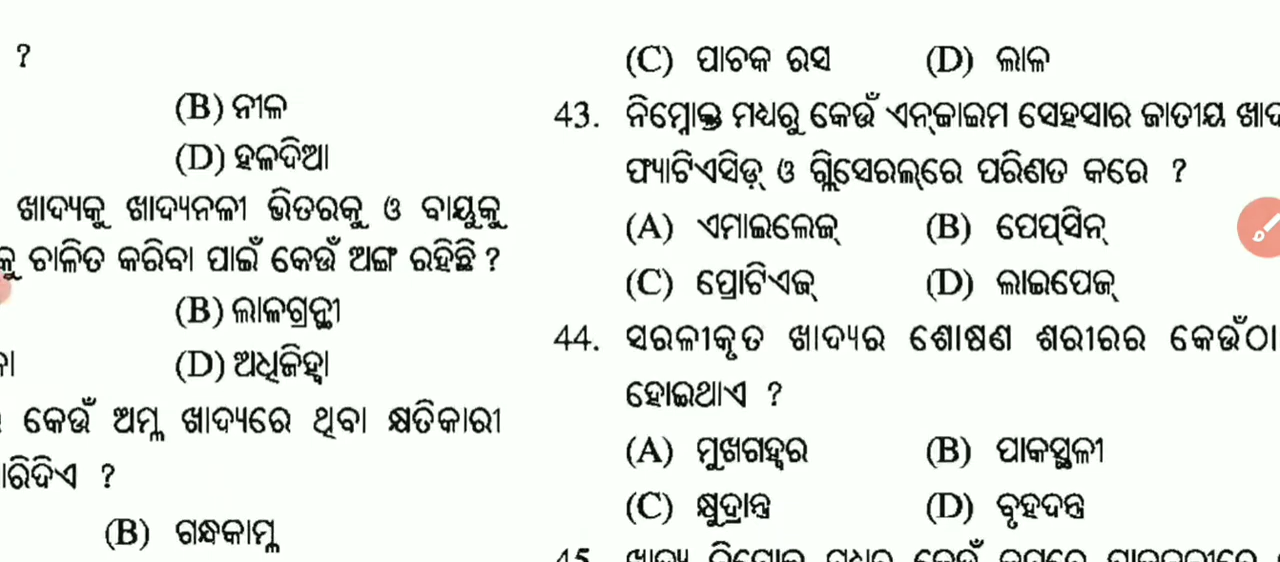 ?
(B) ନୀଳ
(D) ହଳଦିଆ
ଖାଦ୍ୟକୁ ଖାଦ୍ୟନଳୀ ଭିତରକୁ ଓ ବାୟୁକୁ
କୁ ଚାଳିତ କରିବା ପାଇଁ କେଉଁ ଅଙ୍ଗ ରହିଛି ?
(B) ଲାଳଗ୍ରନ୍ଥୀ
(D) ଅଧିଜିହ୍ୱା
କେଉଁ ଅମ୍ଳ ଖାଦ୍ୟରେ ଥିବା କ୍ଷତିକାରୀ
ରିଦିଏ ?
(B) ଗନ୍ଧକାମ୍ଳ
(C) ପାଚକ ରସ (D) ଲାଳ
43. ନିମ୍ନୋକ୍ତ ମଧ୍ୟରୁ କେଉଁ ଏନ୍‌ଜାଇମ ସେହସାର ଜାତୀୟ
ଫ୍ୟାଟିଏସିଡ୍ ଓ ଗ୍ଲିସେରଲ୍‌ରେ ପରିଣତ କରେ ?
(A) ଏମାଇଲେଜ୍ (B) ପେପ୍‌ସିନ୍
(C) ପ୍ରୋଟିଏଜ୍ (D) ଲାଇପେଜ୍
44. ସରଳୀକୃତ ଖାଦ୍ୟର ଶୋଷଣ ଶରୀରର କେଉଁଠା
ହୋଇଥାଏ ?
(A) ମୁଖଗହ୍ୱର (B) ପାକସ୍ଥଳୀ
(C) କ୍ଷୁଦ୍ରାନ୍ତ୍ର (D) ବୃହଦନ୍ତ୍ର